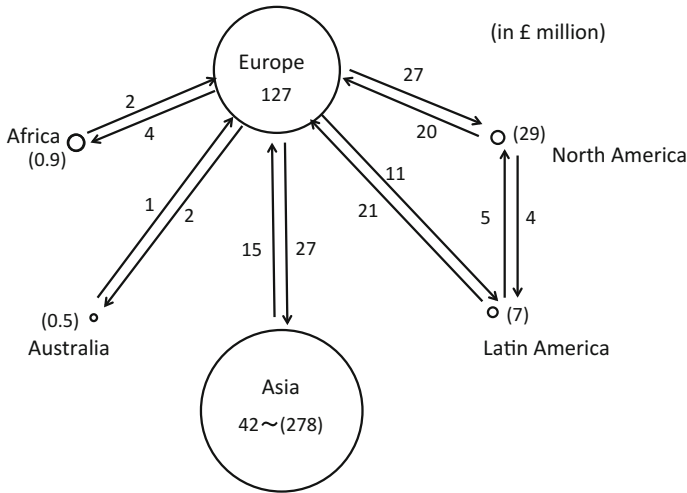 (in £ million)
Europe
127
27
20
2
4
Africa
(0.9)
(29)
North America
1
2
11
21
5
4
15
27
(0.5)
Australia
(7)
Latin America
Asia
42～(278)